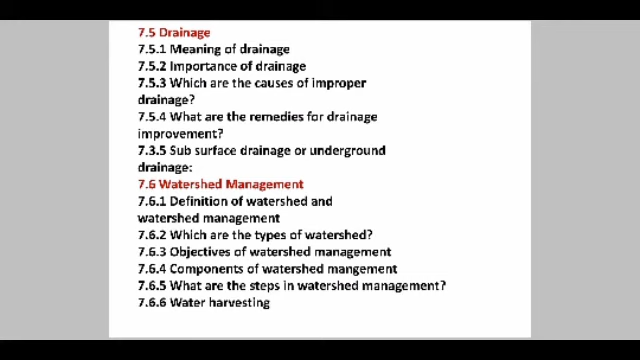 7.5 Drainage
7.5.1 Meaning of drainage
7.5.2 Importance of drainage
7.5.3 Which are the causes of improper
drainage?
7.5.4 What are the remedies for drainage
improvement?
7.3.5 Sub surface drainage or underground
drainage:
7.6 Watershed Management
7.6.1 Definition of watershed and
watershed management
7.6.2 Which are the types of watershed?
7.6.3 Objectives of watershed management
7.6.4 Components of watershed mangement
7.6.5 What are the steps in watershed management?
7.6.6 Water harvesting